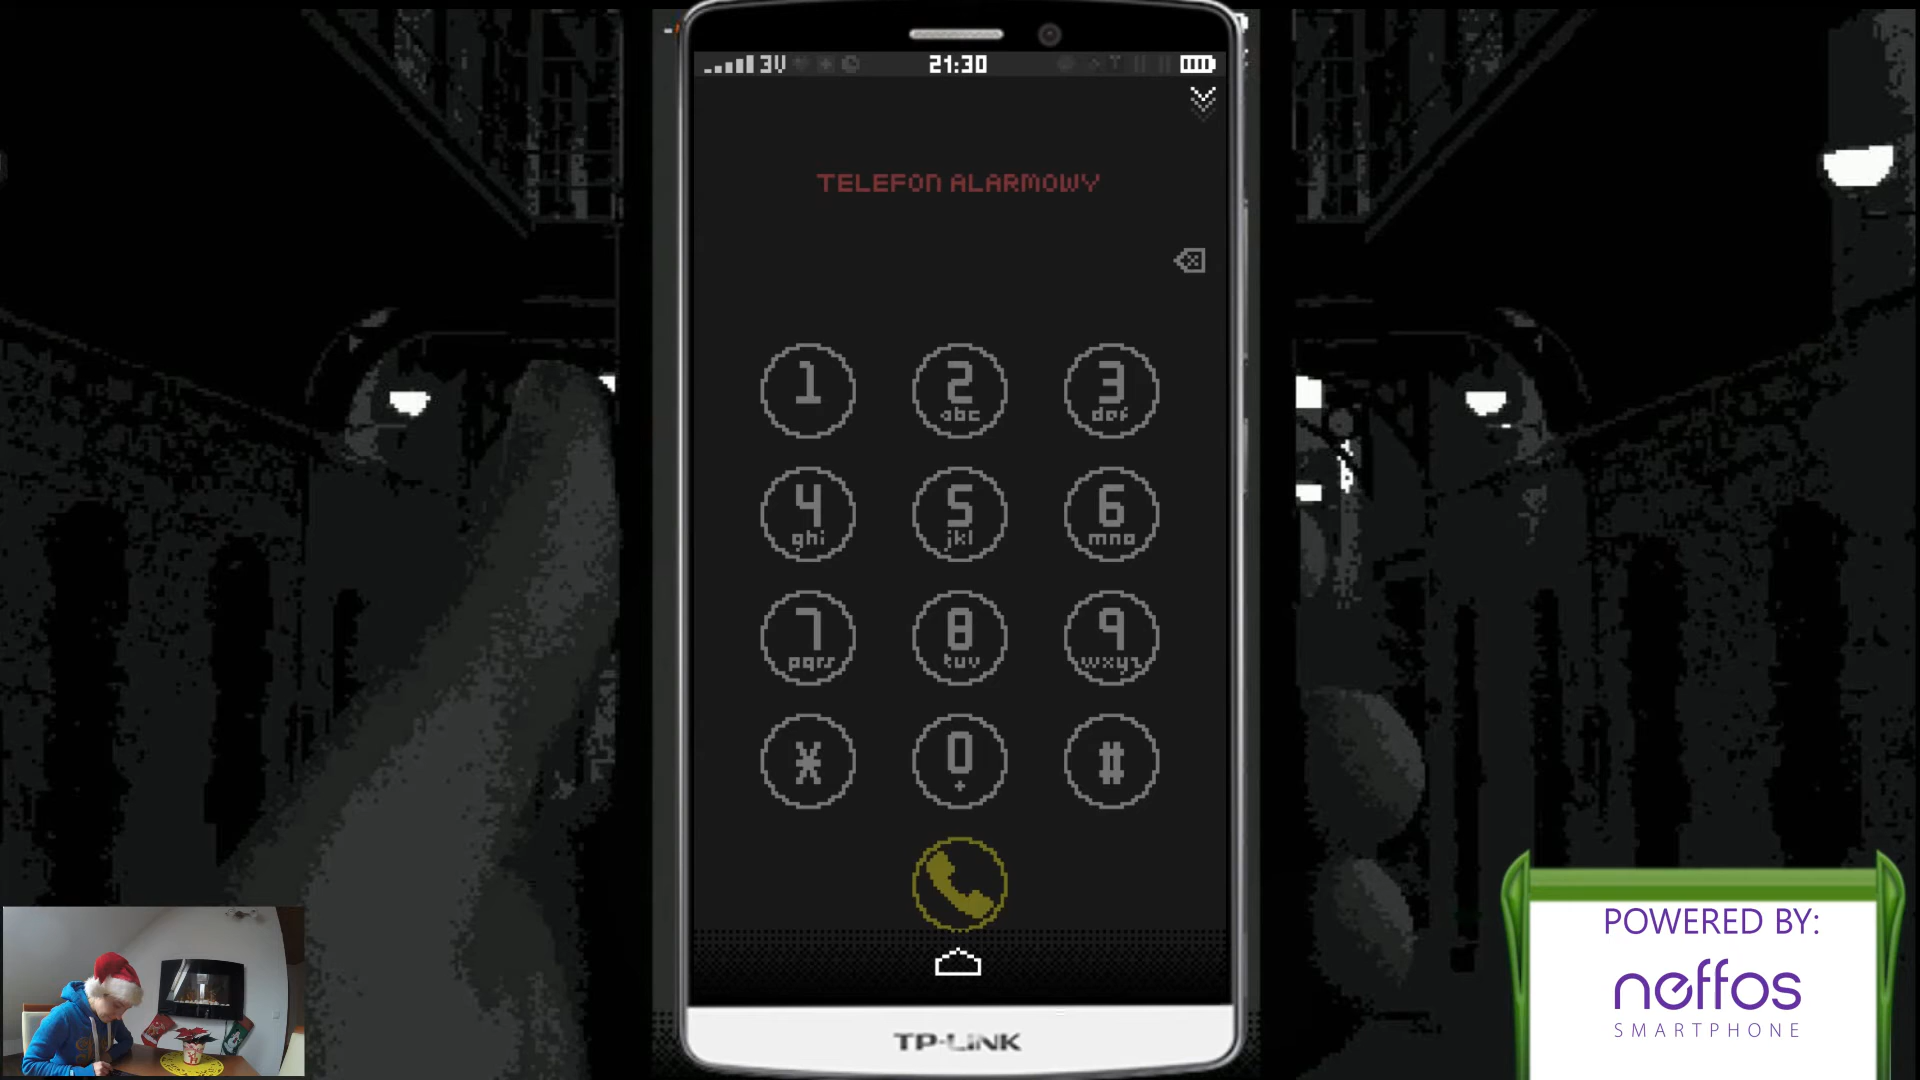 3V 21:30
TELEFON ALARMOWY
1 2 3
abc def
4 5 6
ghi jkl mno
7 8 9
pqrs tuv wxyz
* 0 #
+
TP-LINK
POWERED BY:
neffos
SMARTPHONE